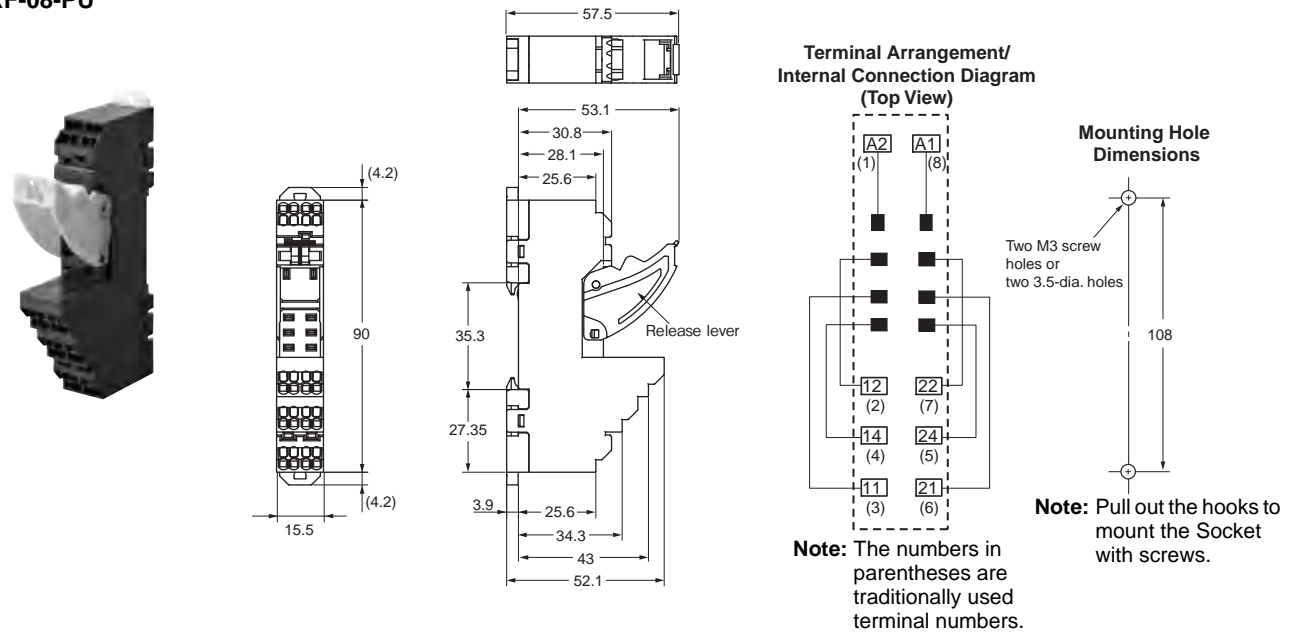 57.5
53.1
30.8
28.1
25.6
(4.2)
90
(4.2)
15.5
35.3
27.35
Release lever
3.9
25.6
34.3
43
52.1
Terminal Arrangement/
Internal Connection Diagram
(Top View)
A2 A1
(1) (8)
12 22
(2) (7)
14 24
(4) (5)
11 21
(3) (6)
Note: The numbers in
parentheses are
traditionally used
terminal numbers.
Mounting Hole
Dimensions
Two M3 screw
holes or
two 3.5-dia. holes
108
Note: Pull out the hooks to
mount the Socket
with screws.